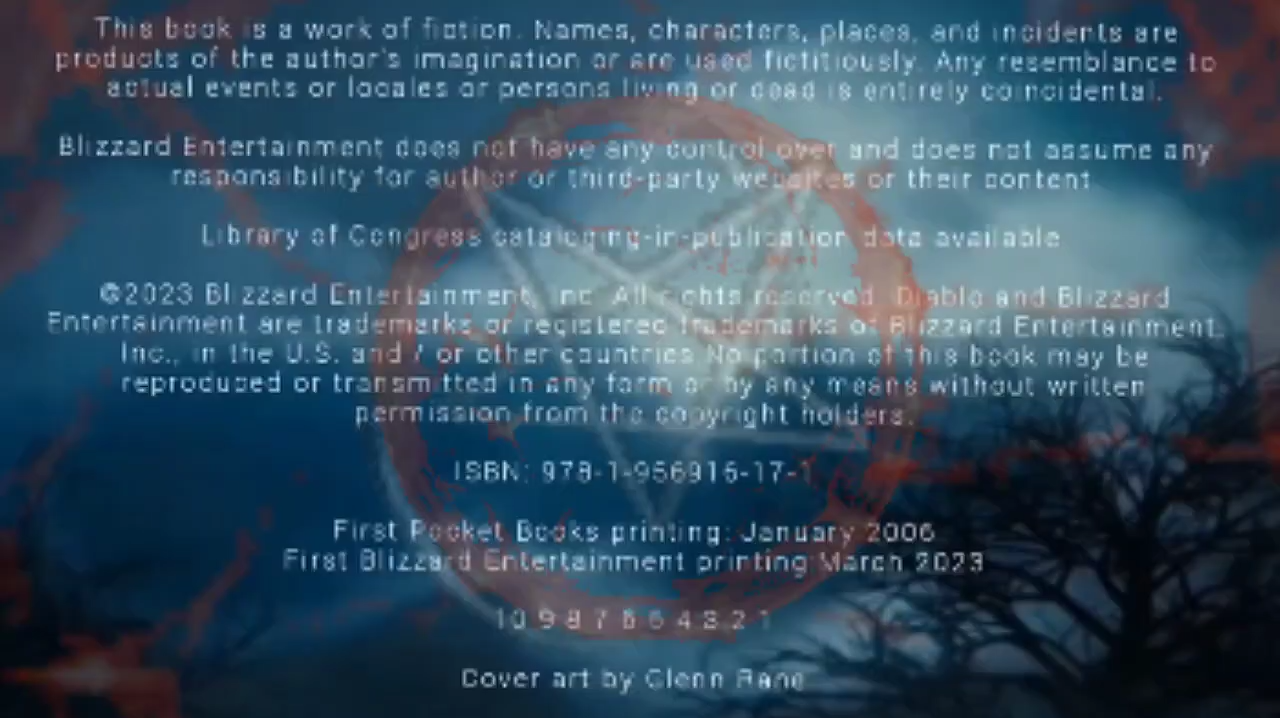 This book is a work of fiction. Names, characters, places, and incidents are
products of the author's imagination or are used fictitiously. Any resemblance to
actual events or locales or persons living or dead is entirely coincidental.
Blizzard Entertainment does not have any control over and does not assume any
responsibility for author or third-party websites or their content
Library of Congress cataloging-in-publication data available
©2023 Blizzard Entertainment, Inc. All rights reserved. Diablo and Blizzard
Entertainment are trademarks or registered trademarks of Blizzard Entertainment,
Inc., in the U.S. and / or other countries No portion of this book may be
reproduced or transmitted in any form or by any means without written
permission from the copyright holders.
ISBN: 978-1-956916-17-1
First Pocket Books printing: January 2006
First Blizzard Entertainment printing March 2023
10 9 8 7 6 5 4 3 2 1
Cover art by Glenn Rane